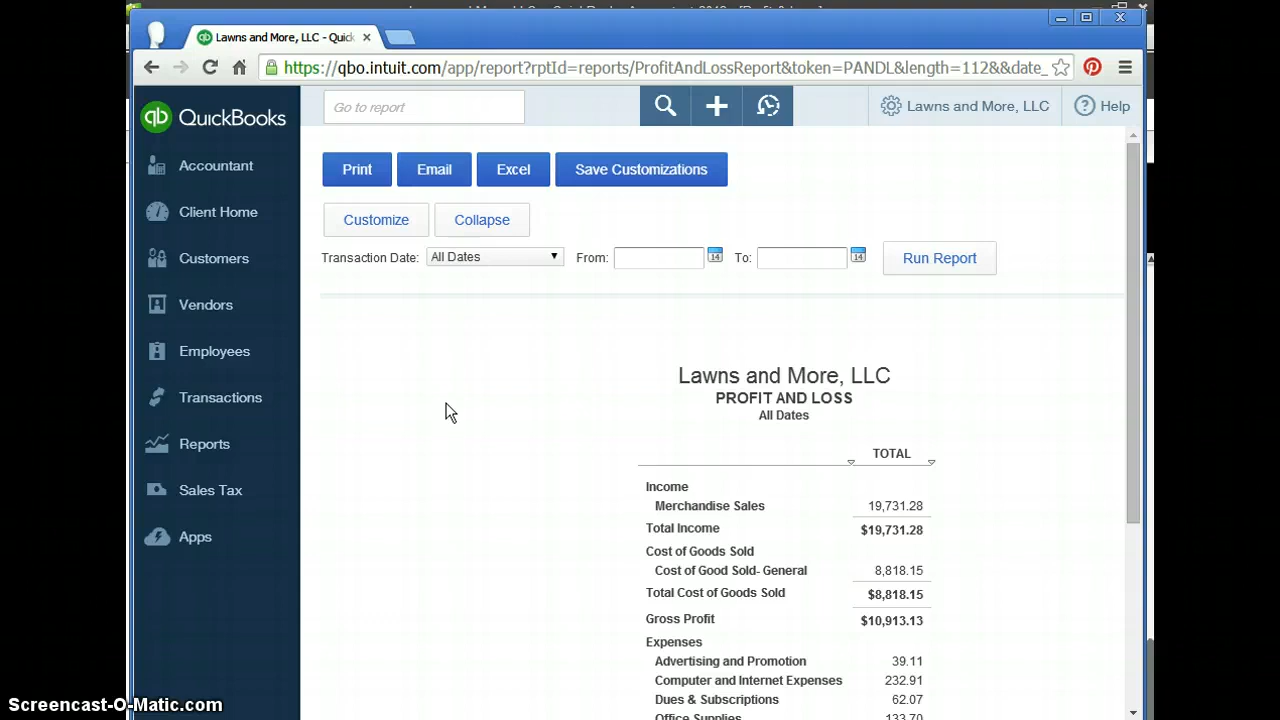 Lawns and More, LLC - Quick
https://qbo.intuit.com/app/report?rptId=reports/ProfitAndLossReport&token=PANDL&length=112&&date_
QuickBooks
Go to report
Lawns and More, LLC
Help
Accountant
Client Home
Customers
Vendors
Employees
Transactions
Reports
Sales Tax
Apps
Print Email Excel Save Customizations
Customize Collapse
Transaction Date: All Dates From: 14 To: 14 Run Report
Lawns and More, LLC
PROFIT AND LOSS
All Dates
TOTAL
Income
Merchandise Sales 19,731.28
Total Income $19,731.28
Cost of Goods Sold
Cost of Good Sold- General 8,818.15
Total Cost of Goods Sold $8,818.15
Gross Profit $10,913.13
Expenses
Advertising and Promotion 39.11
Computer and Internet Expenses 232.91
Dues & Subscriptions 62.07
Office Supplies 133.70
Screencast-O-Matic.com